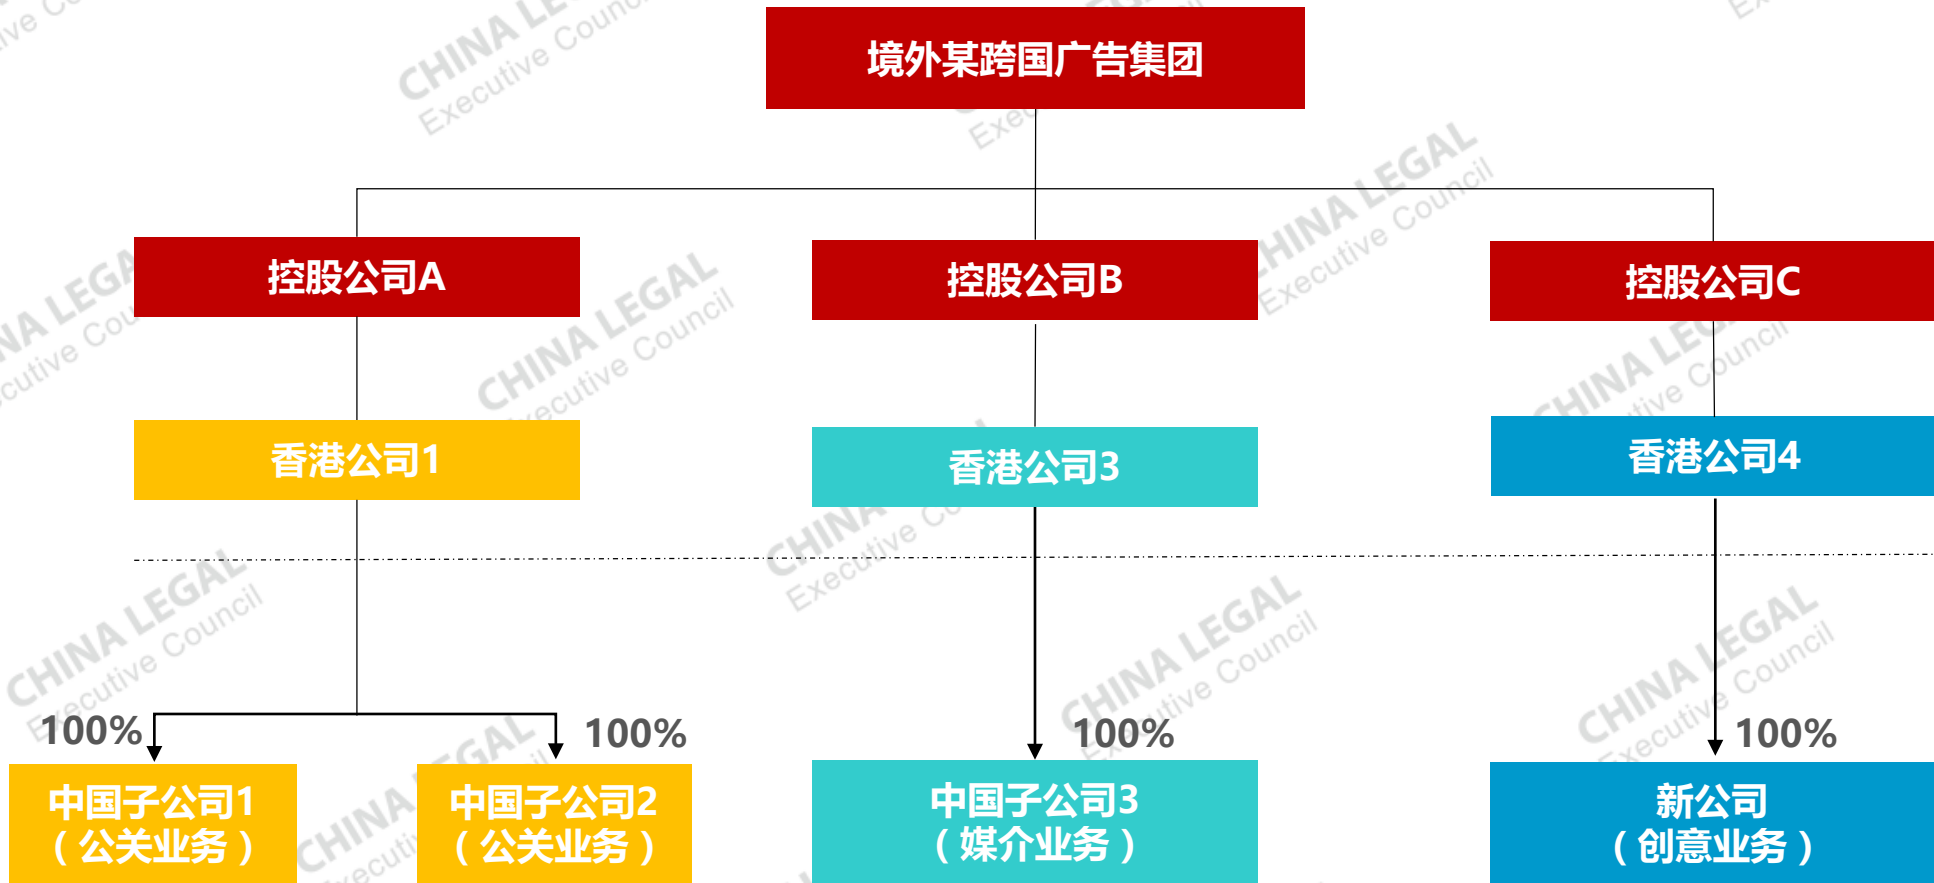 境外某跨国广告集团
控股公司A
控股公司B
控股公司C
香港公司1
香港公司3
香港公司4
100%
100%
100%
100%
中国子公司1
（公关业务）
中国子公司2
（公关业务）
中国子公司3
（媒介业务）
新公司
（创意业务）
CHINA LEGAL
Executive Council